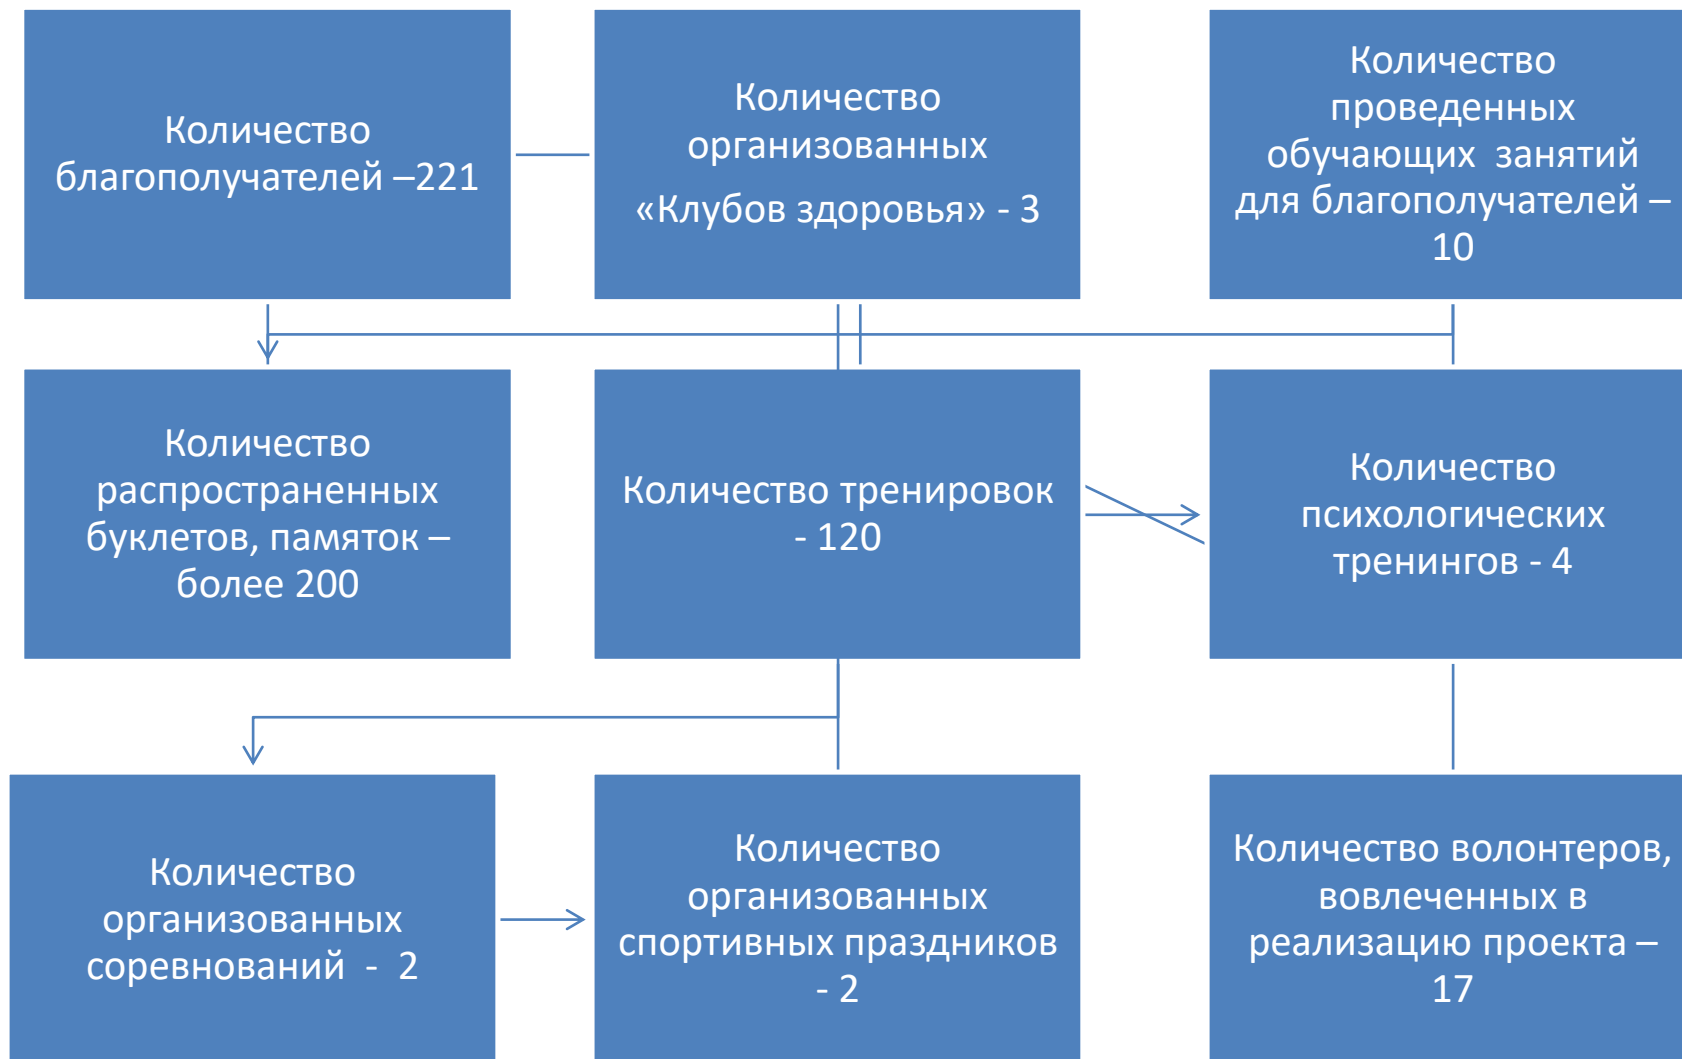 Количество
благополучателей –221
Количество
организованных
«Клубов здоровья» - 3
Количество
проведенных
обучающих  занятий
для благополучателей –
10
Количество
распространенных
буклетов, памяток –
более 200
Количество тренировок
- 120
Количество
психологических
тренингов - 4
Количество
организованных
соревнований  -  2
Количество
организованных
спортивных праздников
- 2
Количество волонтеров,
вовлеченных в
реализацию проекта –
17